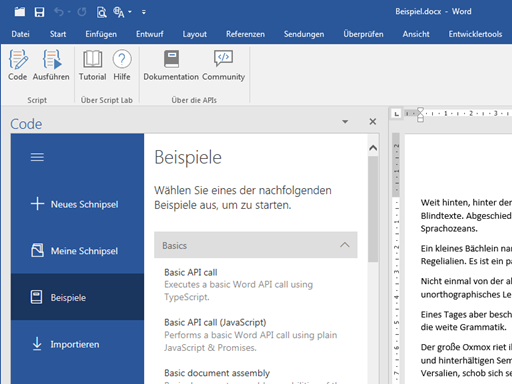 Beispiel.docx - Word
Datei Start Einfügen Entwurf Layout Referenzen Sendungen Überprüfen Ansicht Entwicklertools
Code Ausführen Tutorial Hilfe Dokumentation Community
Script Über Script Lab Über die APIs
Code
Beispiele
Wählen Sie eines der nachfolgenden
Beispiele aus, um zu starten.
Neues Schnipsel
Meine Schnipsel
Beispiele
Importieren
Basics
Basic API call
Executes a basic Word API call using
TypeScript.
Basic API call (JavaScript)
Performs a basic Word API call using plain
JavaScript & Promises.
Basic document assembly
Weit hinten, hinter der
Blindtexte. Abgeschied
Sprachozeans.
Ein kleines Bächlein na
Regelialien. Es ist ein pa
Nicht einmal von der al
unorthographisches Le
Eines Tages aber besch
die weite Grammatik.
Der große Oxmox riet ih
und hinterhältigen Sem
Versalien, schob sich se